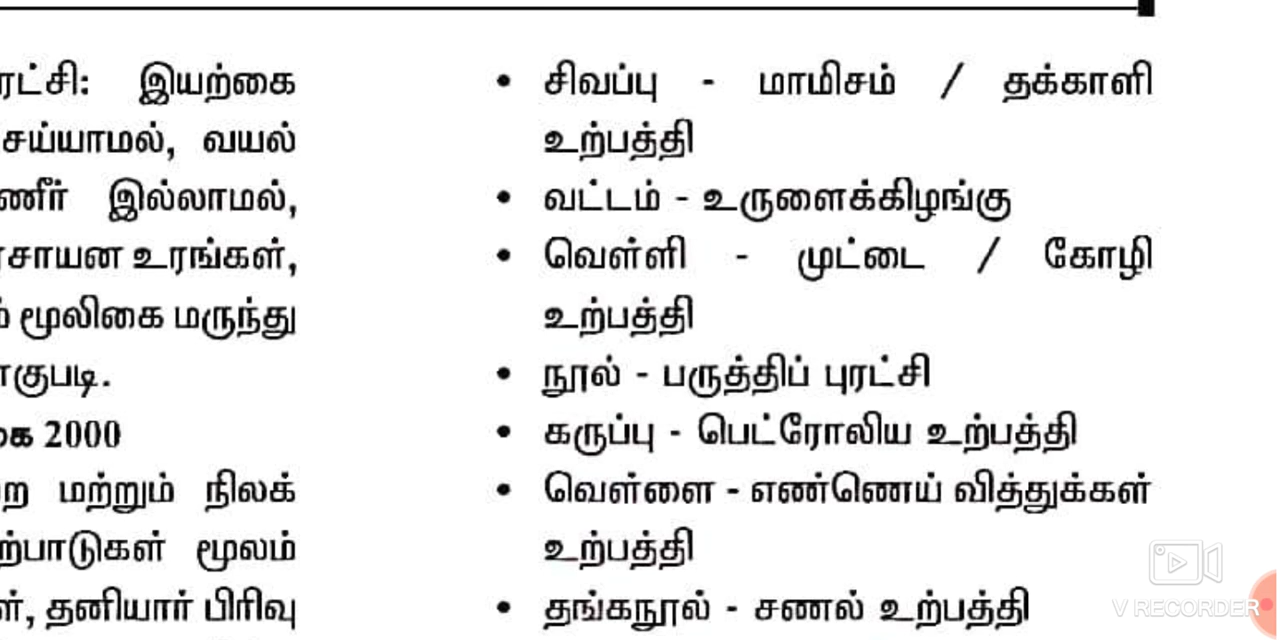 ரட்சி: இயற்கை
செய்யாமல், வயல்
ணீர் இல்லாமல்,
ரசாயன உரங்கள்,
மூலிகை மருந்து
ாகுபடி.
கை 2000
ற மற்றும் நிலக்
ற்பாடுகள் மூலம்
ள், தனியார் பிரிவு
• சிவப்பு - மாமிசம் / தக்காளி
உற்பத்தி
• வட்டம் - உருளைக்கிழங்கு
• வெள்ளி - முட்டை / கோழி
உற்பத்தி
• நூல் - பருத்திப் புரட்சி
• கருப்பு - பெட்ரோலிய உற்பத்தி
• வெள்ளை - எண்ணெய் வித்துக்கள்
உற்பத்தி
• தங்கநூல் - சணல் உற்பத்தி
V RECORDER